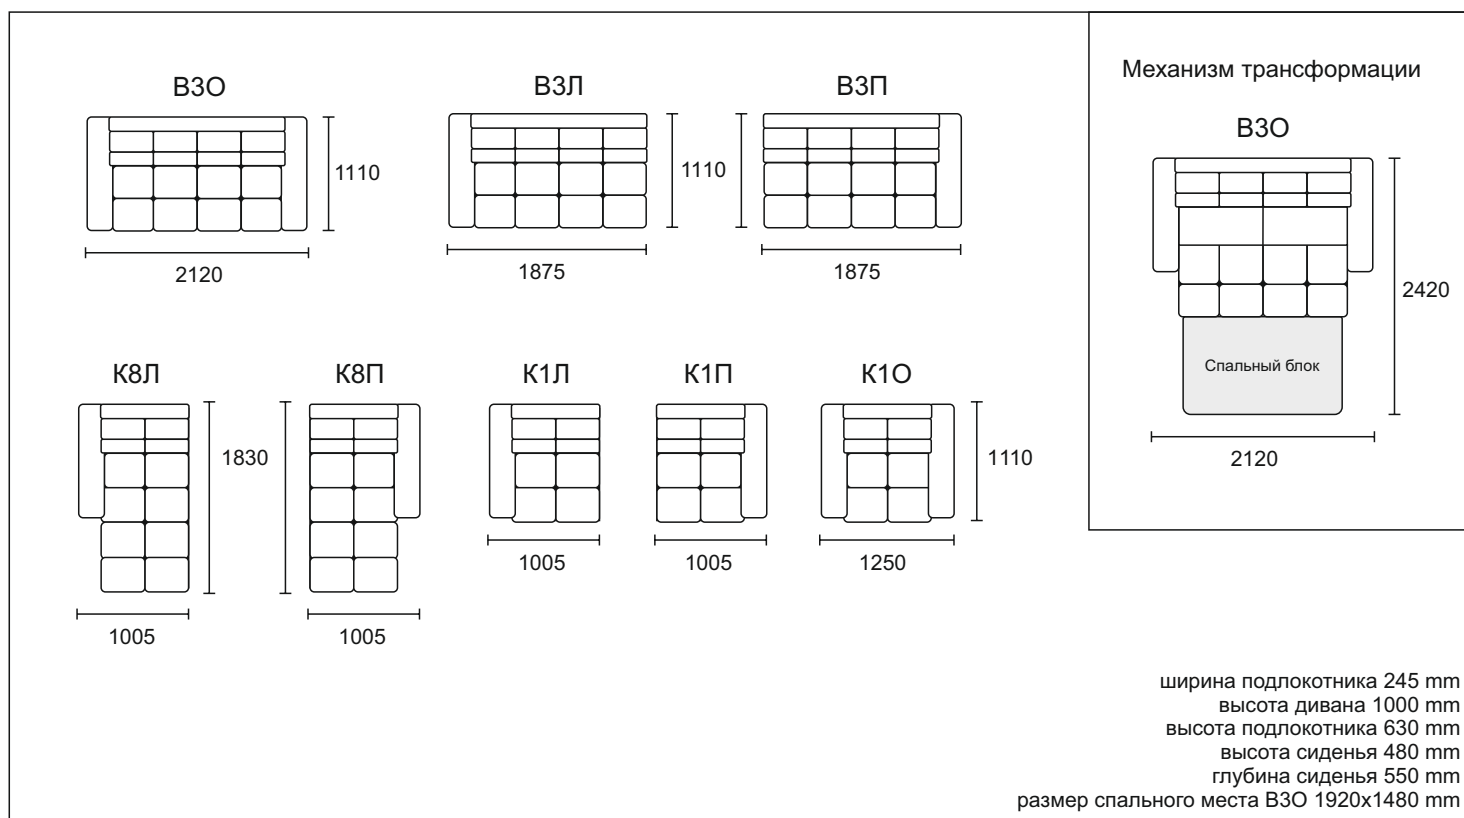 В3О
В3Л
В3П
1110
1110
2120
1875
1875
К8Л
К8П
К1Л
К1П
К1О
1830
1110
1005
1005
1005
1005
1250
Механизм трансформации
В3О
2420
Спальный блок
2120
ширина подлокотника 245 mm
высота дивана 1000 mm
высота подлокотника 630 mm
высота сиденья 480 mm
глубина сиденья 550 mm
размер спального места В3О 1920х1480 mm